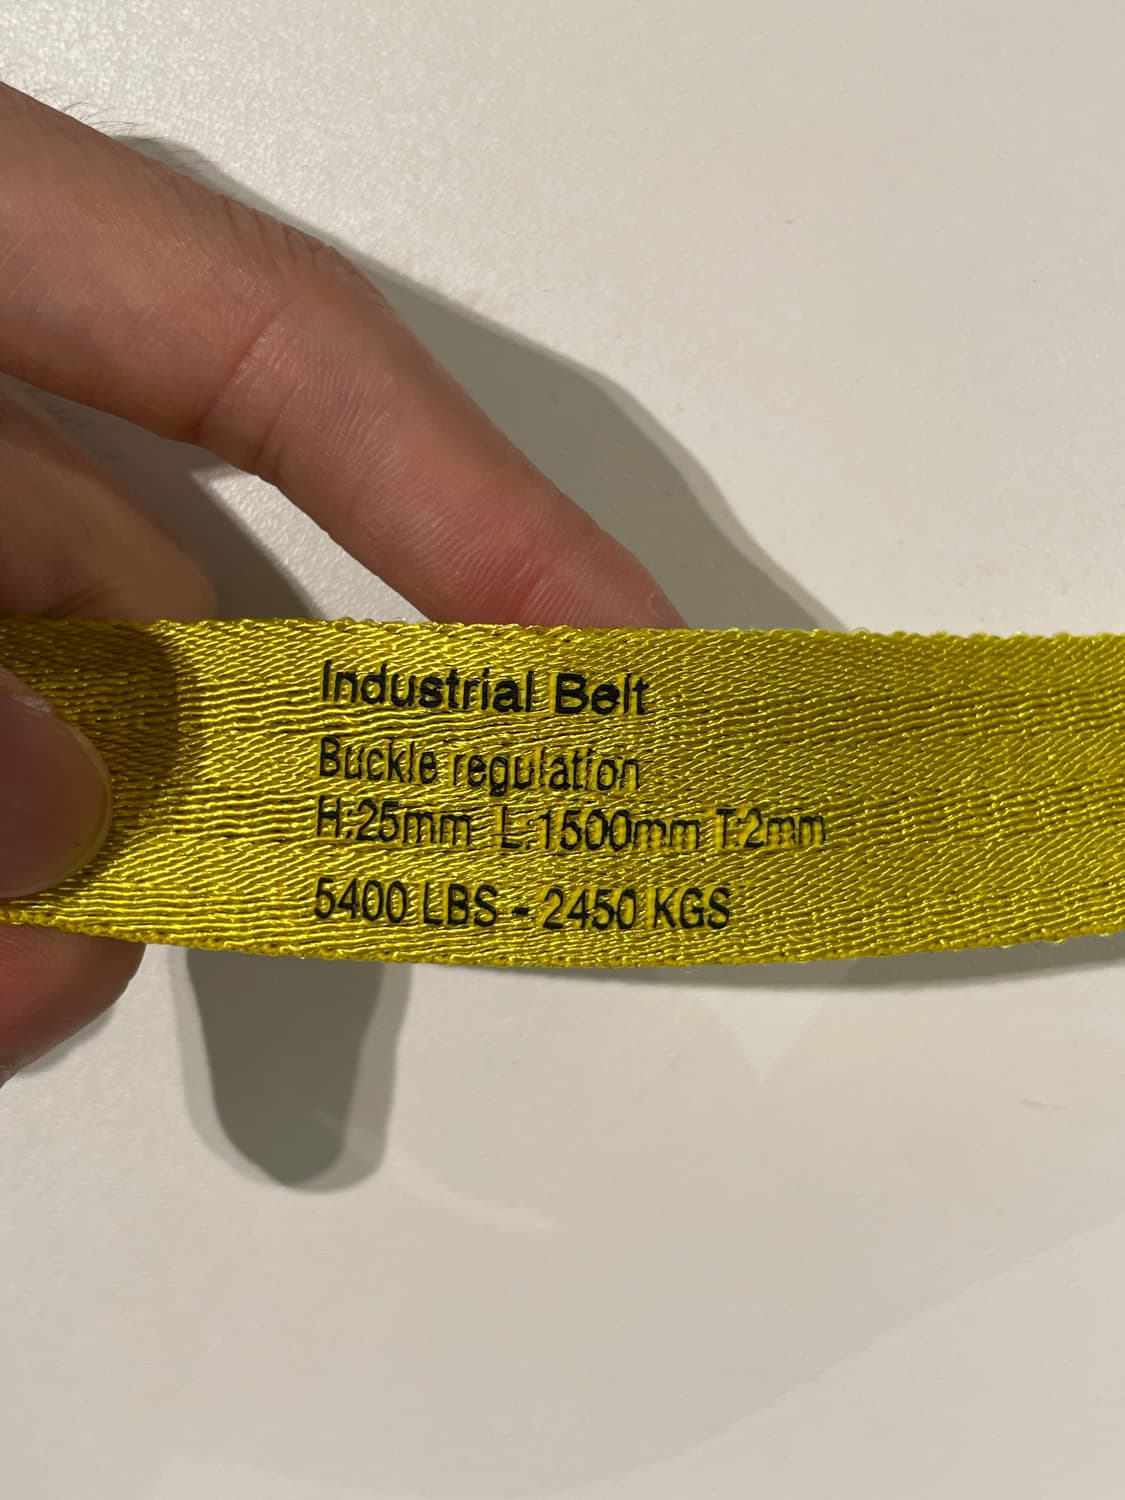 Industrial Belt
Buckle regulation
H:25mm L:1500mm T:2mm
5400 LBS - 2450 KGS